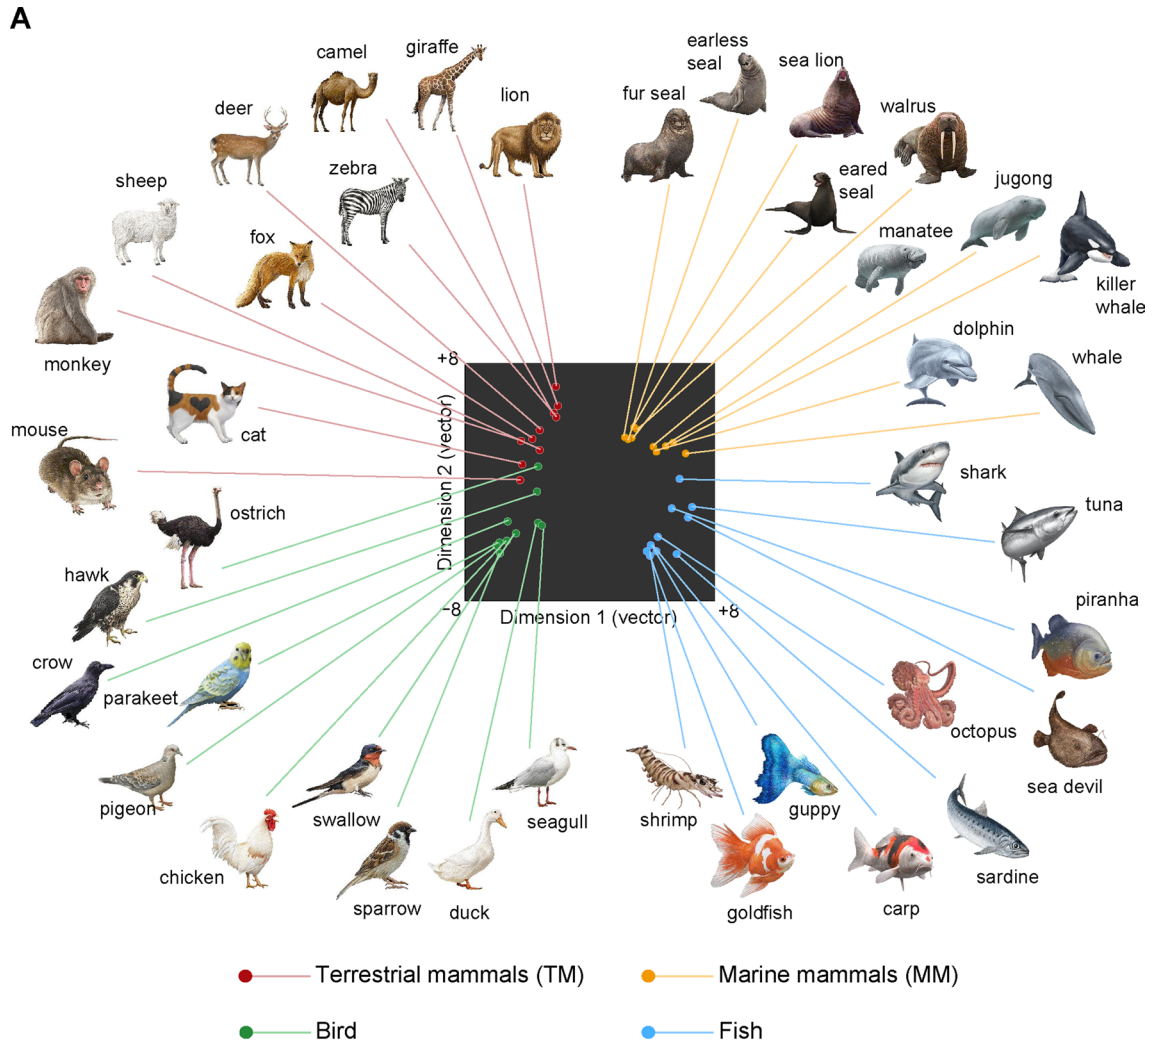 A
camel
giraffe
earless
seal
sea lion
lion
fur seal
walrus
deer
zebra
eared
seal
jugong
sheep
fox
manatee
killer
whale
monkey
+8
dolphin
whale
mouse
cat
Dimension 2 (vector)
shark
tuna
ostrich
hawk
−8
Dimension 1 (vector)
+8
piranha
crow
parakeet
octopus
sea devil
pigeon
swallow
seagull
shrimp
guppy
chicken
sparrow
duck
goldfish
carp
sardine
Terrestrial mammals (TM)
Marine mammals (MM)
Bird
Fish